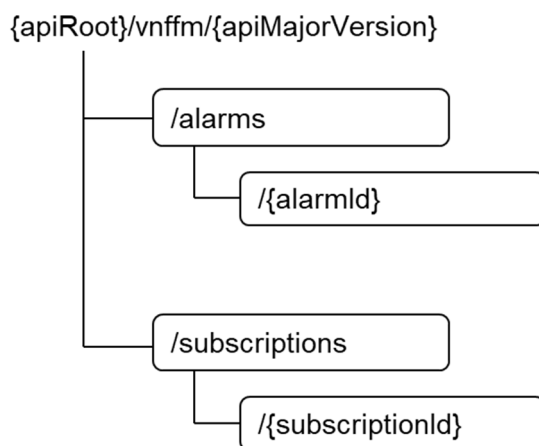 {apiRoot}/vnffm/{apiMajorVersion}
/alarms
/{alarmId}
/subscriptions
/{subscriptionId}